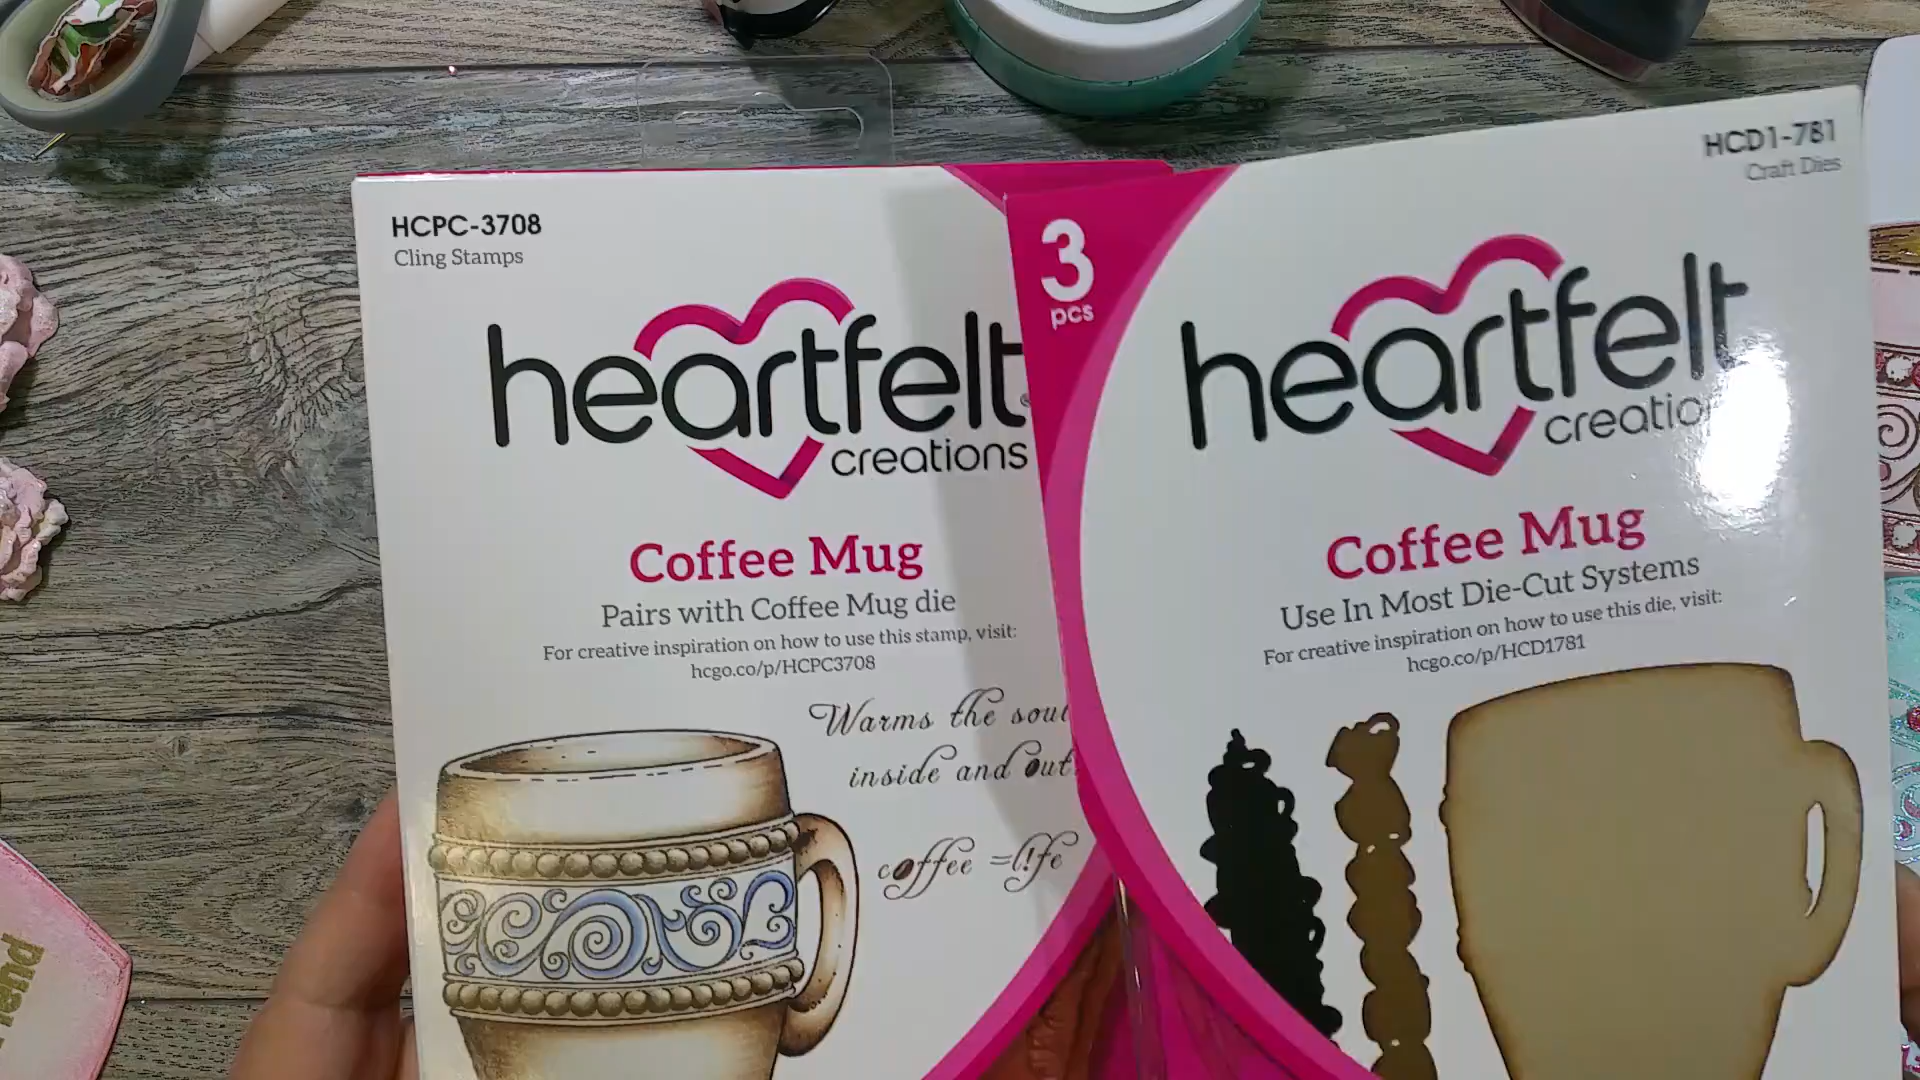 HCPC-3708
Cling Stamps
heartfelt
creations
Coffee Mug
Pairs with Coffee Mug die
For creative inspiration on how to use this stamp, visit:
hcgo.co/p/HCPC3708
Warms the soul
inside and out.
coffee =l!fe
HCD1-781
Craft Dies
3
pcs
heartfelt
creatio
Coffee Mug
Use In Most Die-Cut Systems
For creative inspiration on how to use this die, visit:
hcgo.co/p/HCD1781